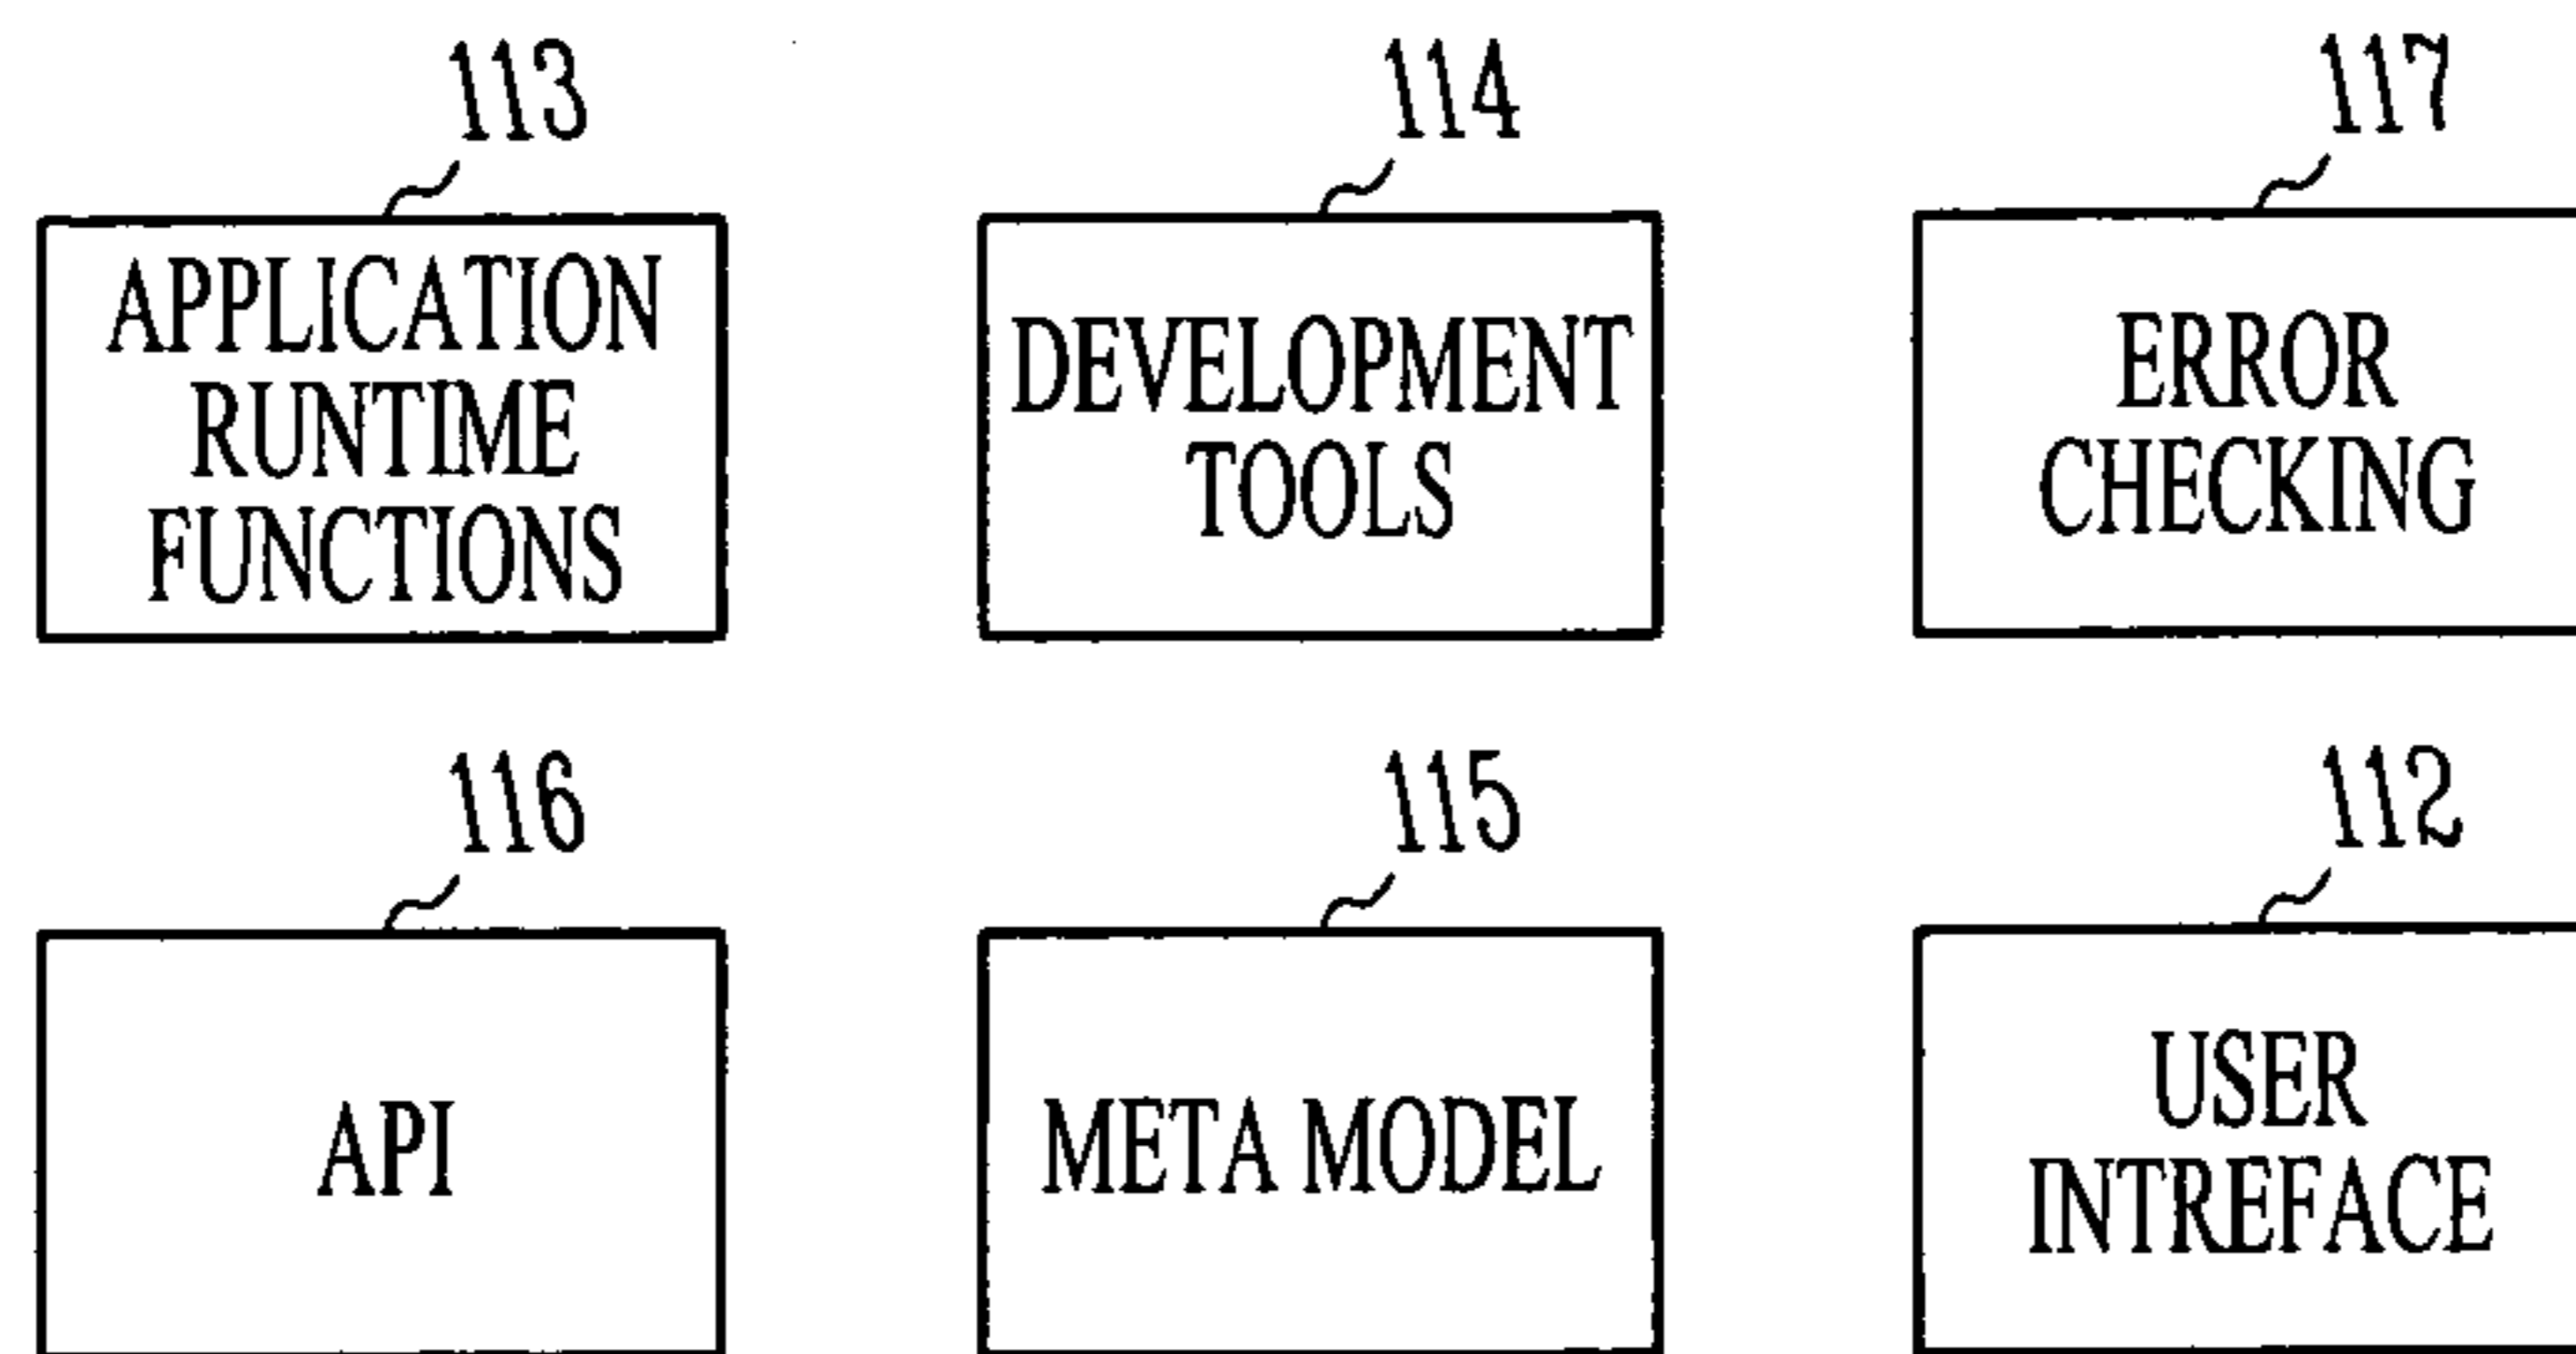 113
APPLICATION
RUNTIME
FUNCTIONS
114
DEVELOPMENT
TOOLS
117
ERROR
CHECKING
116
API
115
META MODEL
112
USER
INTREFACE